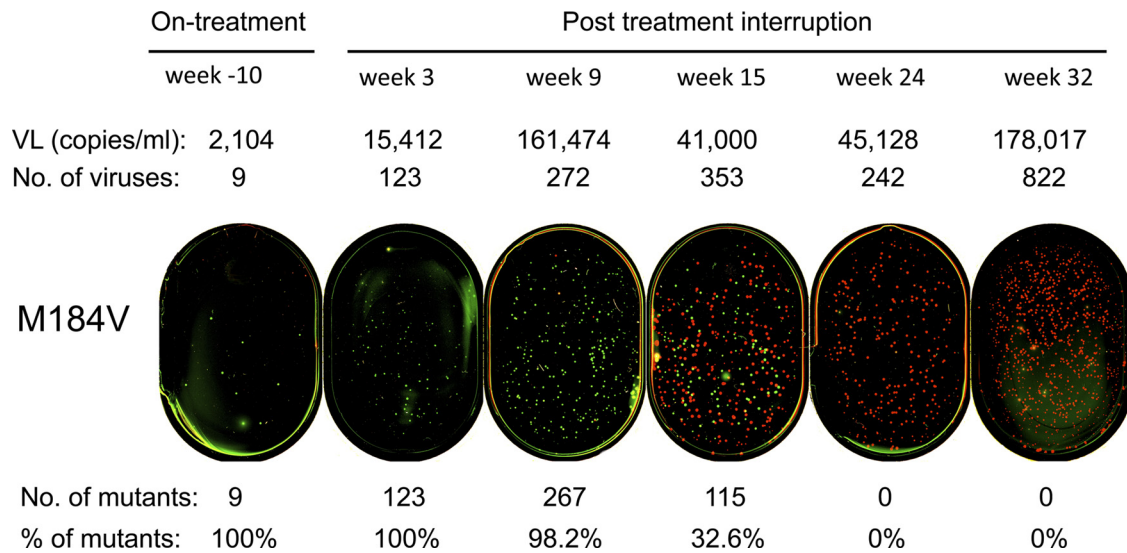 On-treatment Post treatment interruption
week -10 week 3 week 9 week 15 week 24 week 32
VL (copies/ml): 2,104 15,412 161,474 41,000 45,128 178,017
No. of viruses: 9 123 272 353 242 822
M184V
No. of mutants: 9 123 267 115 0 0
% of mutants: 100% 100% 98.2% 32.6% 0% 0%